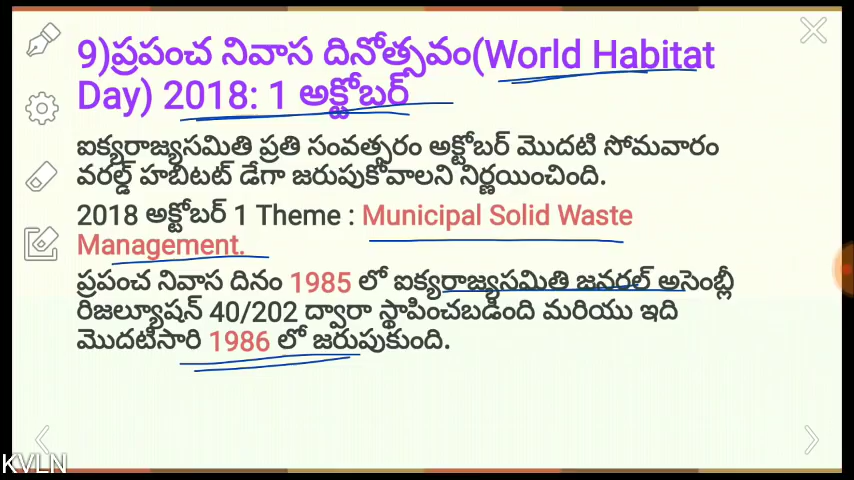 9)ప్రపంచ నివాస దినోత్సవం(World Habitat
Day) 2018: 1 అక్టోబర్
ఐక్యరాజ్యసమితి ప్రతి సంవత్సరం అక్టోబర్ మొదటి సోమవారం
వరల్డ్ హబిటట్ డేగా జరుపుకోవాలని నిర్ణయించింది.
2018 అక్టోబర్ 1 Theme : Municipal Solid Waste
Management.
ప్రపంచ నివాస దినం 1985 లో ఐక్యరాజ్యసమితి జనరల్ అసెంబ్లీ
రిజల్యూషన్ 40/202 ద్వారా స్థాపించబడింది మరియు ఇది
మొదటిసారి 1986 లో జరుపుకుంది.
KVLN